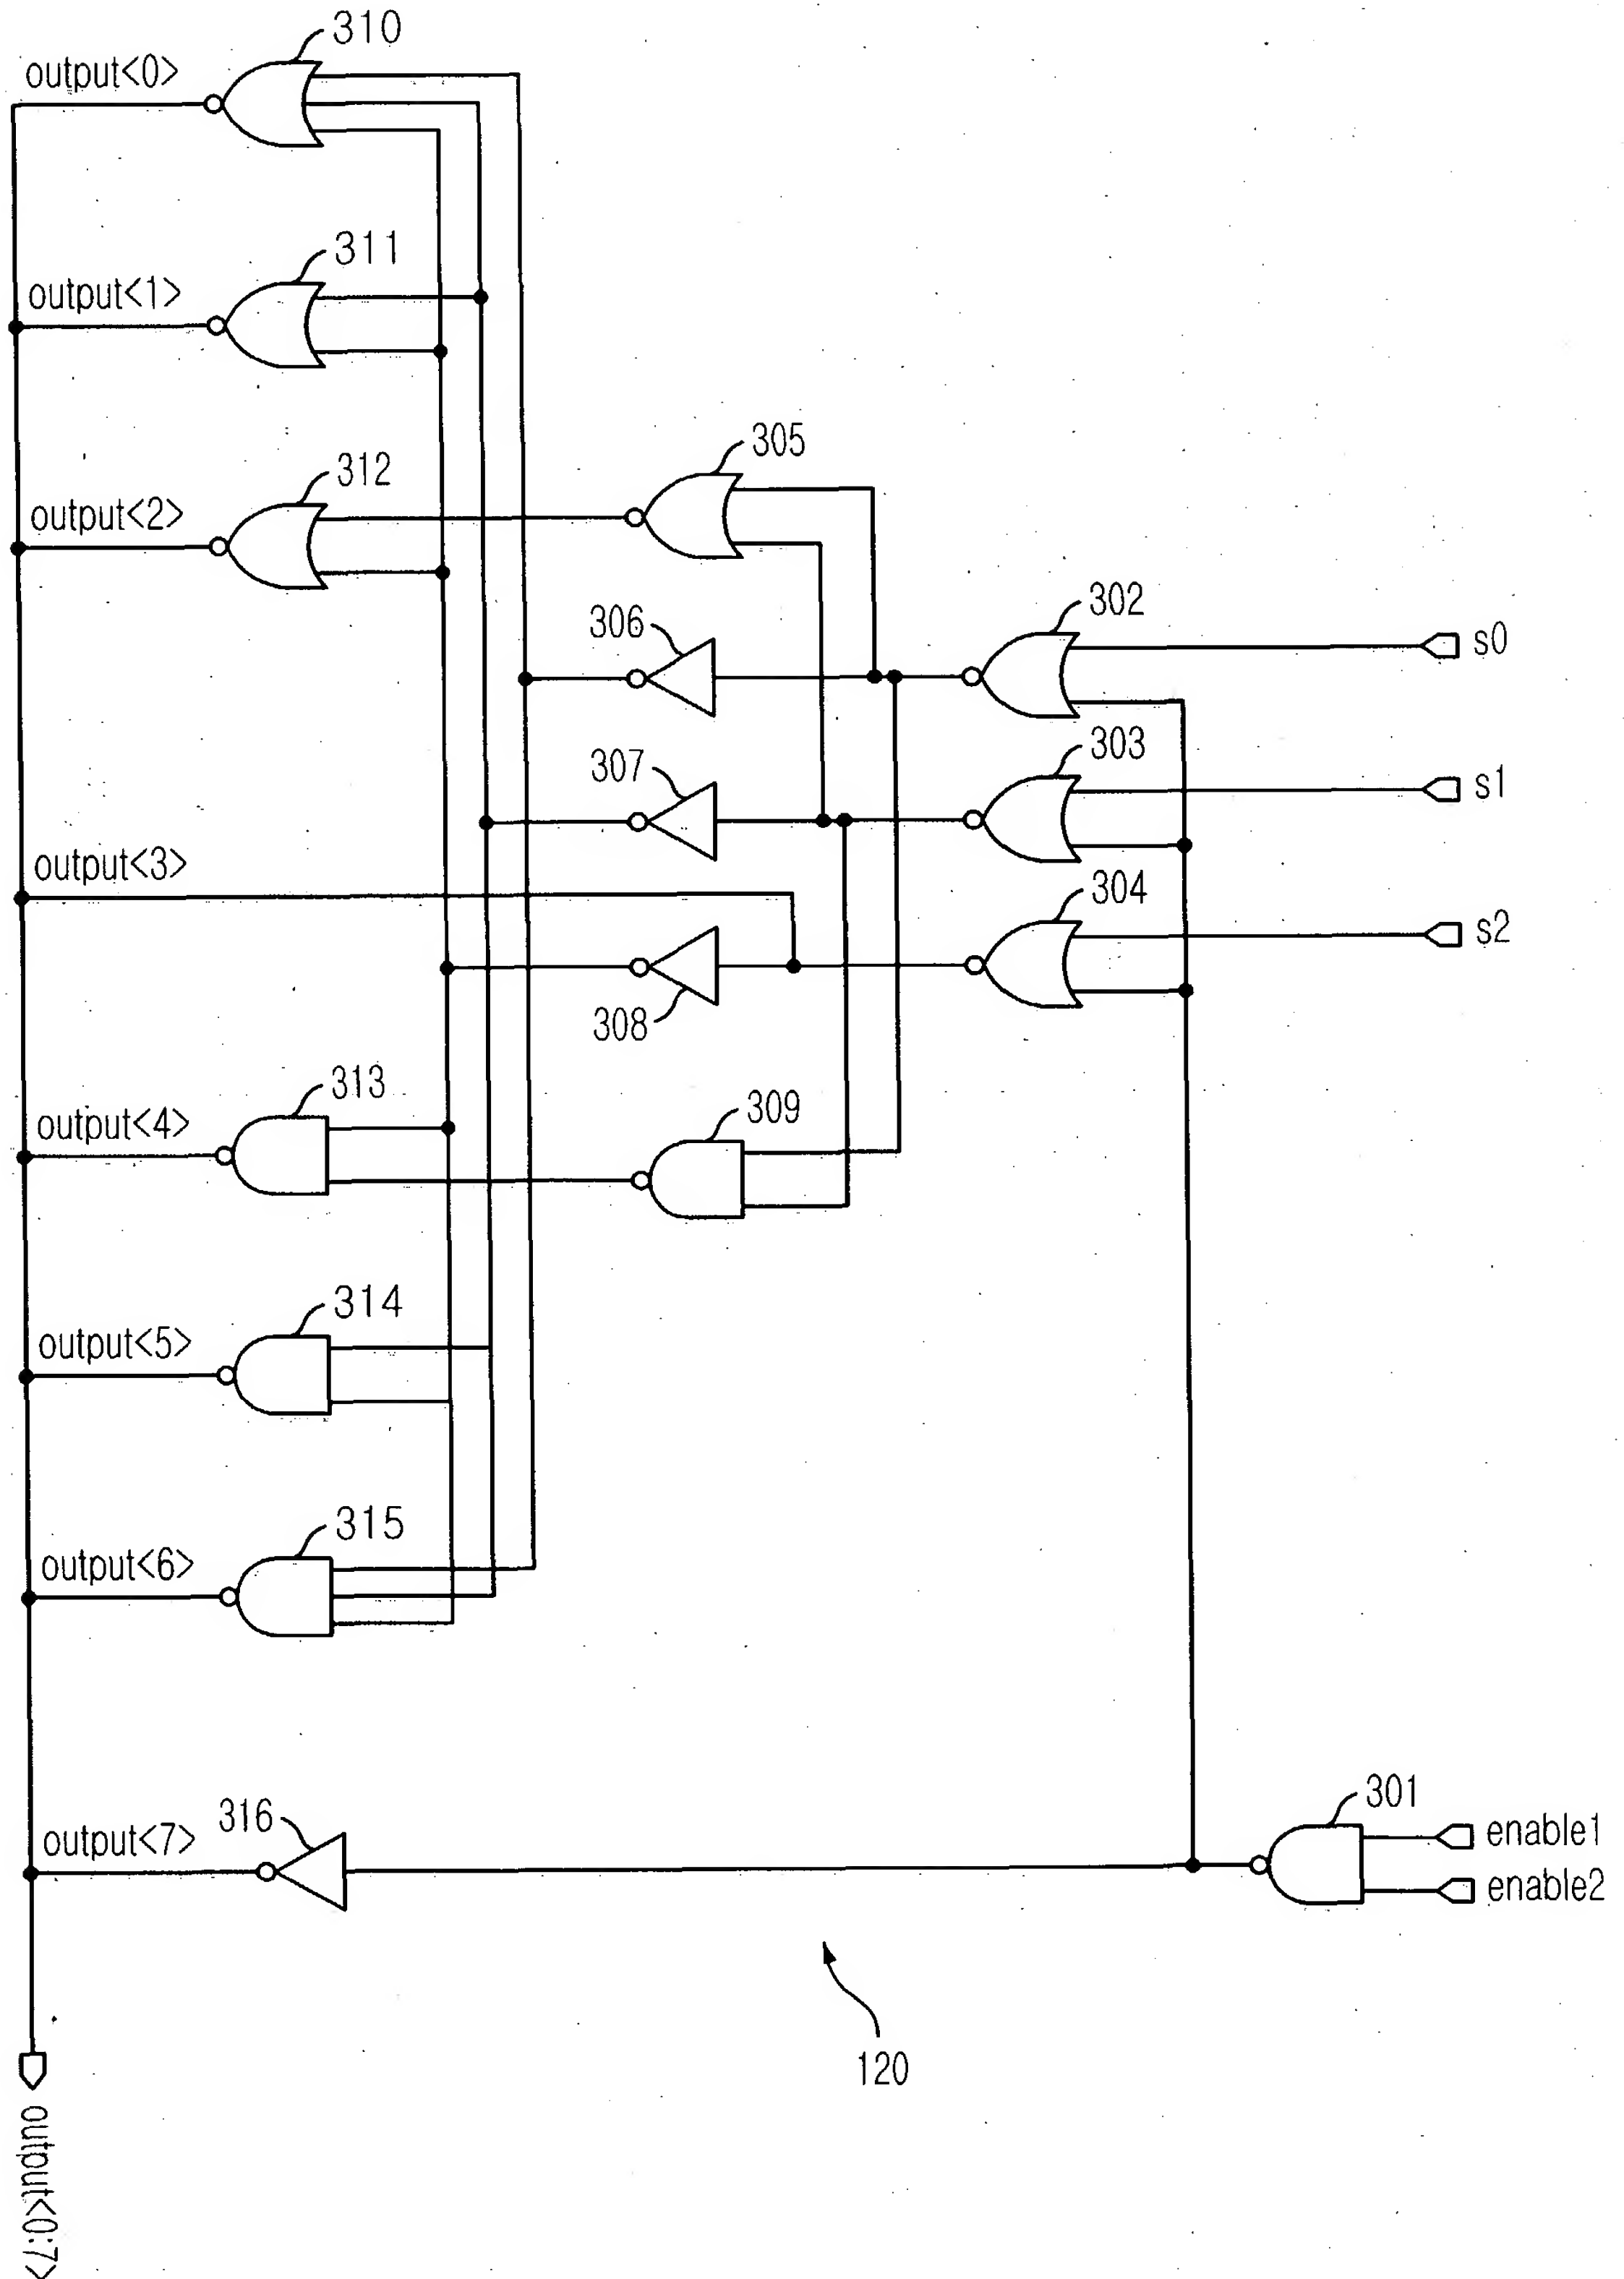 310
output<0>
311
output<1>
305
312
output<2>
302
306
s0
303
307
s1
output<3>
304
s2
308
313
309
output<4>
314
output<5>
315
output<6>
301
316
enable1
output<7>
enable2
120
output<0:7>